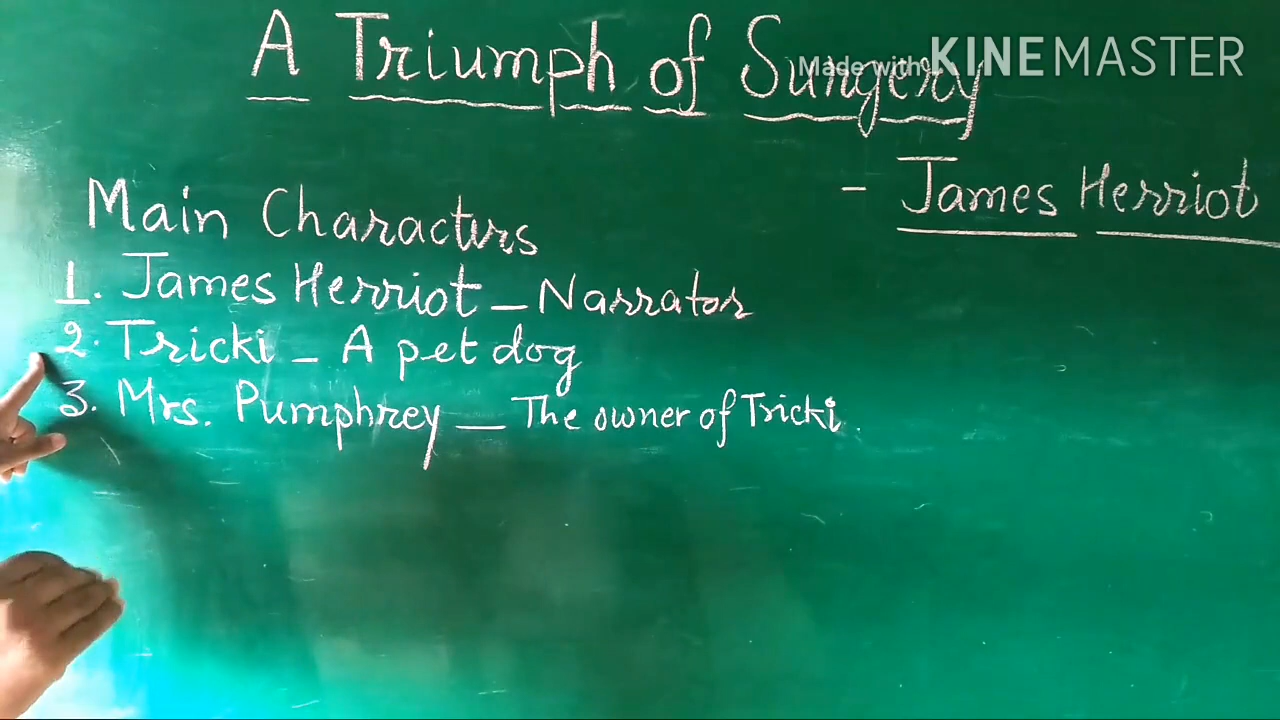 A Triumph of Surgery
Made with KINEMASTER
- James Herriot
Main Characters
1. James Herriot - Narrator
2. Tricki - A pet dog
3. Mrs. Pumphrey - The owner of Tricki